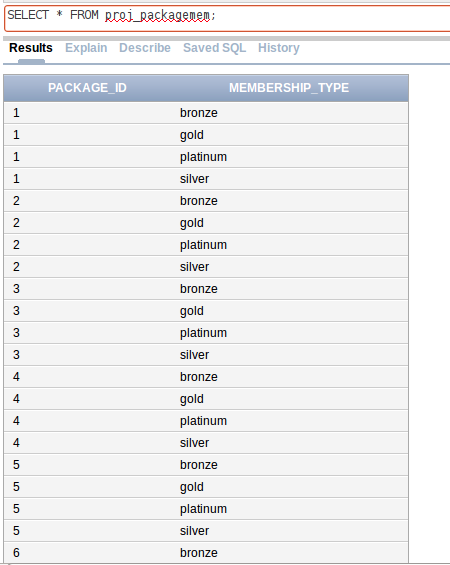 SELECT * FROM proj_packagemem;
Results Explain Describe Saved SQL History
PACKAGE_ID MEMBERSHIP_TYPE
1 bronze
1 gold
1 platinum
1 silver
2 bronze
2 gold
2 platinum
2 silver
3 bronze
3 gold
3 platinum
3 silver
4 bronze
4 gold
4 platinum
4 silver
5 bronze
5 gold
5 platinum
5 silver
6 bronze